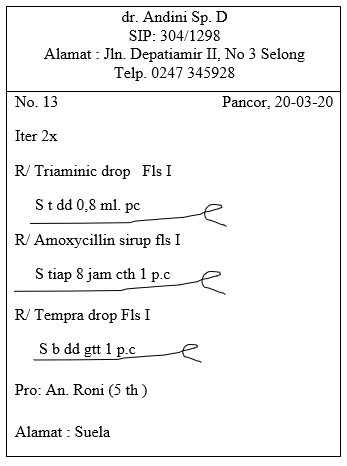 dr. Andini Sp. D
SIP: 304/1298
Alamat : Jln. Depatiamir II, No 3 Selong
Telp. 0247 345928
No. 13 Pancor, 20-03-20
Iter 2x
R/ Triaminic drop Fls I
S t dd 0,8 ml. pc
R/ Amoxycillin sirup fls I
S tiap 8 jam cth 1 p.c
R/ Tempra drop Fls I
S b dd gtt 1 p.c
Pro: An. Roni (5 th )
Alamat : Suela